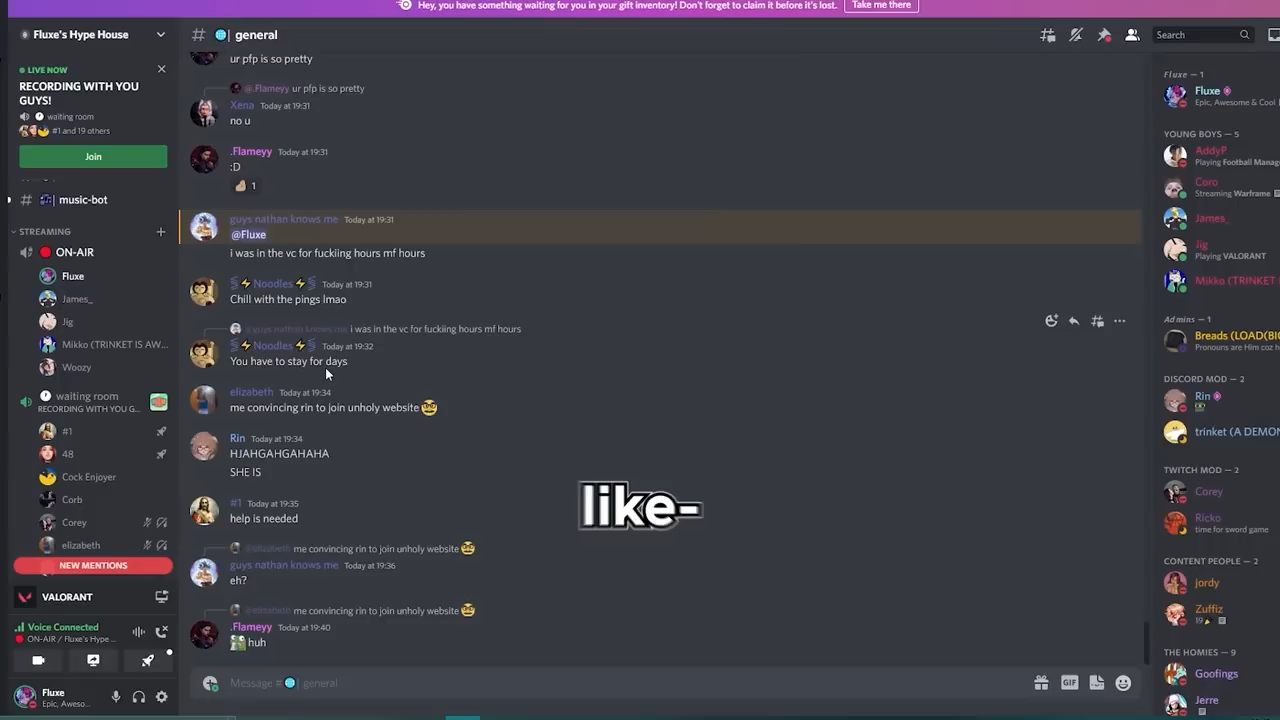 Hey, you have something waiting for you in your gift inventory! Don't forget to claim it before it's lost.
Take me there
Fluxe's Hype House
LIVE NOW
RECORDING WITH YOU
GUYS!
waiting room
#1 and 19 others
Join
music-bot
STREAMING
ON-AIR
Fluxe
James_
Jig
Mikko (TRINKET IS AW...
Woozy
waiting room
RECORDING WITH YOU G...
#1
48
Cock Enjoyer
Corb
Corey
elizabeth
NEW MENTIONS
VALORANT
Voice Connected
ON-AIR / Fluxe's Hype ...
Fluxe
Epic, Aweso...
# general
ur pfp is so pretty
@.Flameyy ur pfp is so pretty
Xena Today at 19:31
no u
.Flameyy Today at 19:31
:D
1
guys nathan knows me Today at 19:31
@Fluxe
i was in the vc for fuckiing hours mf hours
Noodles Today at 19:31
Chill with the pings lmao
@guys nathan knows me i was in the vc for fuckiing hours mf hours
Noodles Today at 19:32
You have to stay for days
elizabeth Today at 19:34
me convincing rin to join unholy website 🤓
Rin Today at 19:34
HJAHGAHGAHAHA
SHE IS
#1 Today at 19:35
help is needed
@elizabeth me convincing rin to join unholy website 🤓
guys nathan knows me Today at 19:36
eh?
@elizabeth me convincing rin to join unholy website 🤓
.Flameyy Today at 19:40
huh
like-
Message # general
GIF
Search
Fluxe — 1
Fluxe
Epic, Awesome & Cool
YOUNG BOYS — 5
AddyP
Playing Football Manag
Coro
Streaming Warframe
James_
Jig
Playing VALORANT
Mikko (TRINKET I
Admins — 1
Breads (LOAD(BIG
Pronouns are Him coz h
DISCORD MOD — 2
Rin
trinket (A DEMON
TWITCH MOD — 2
Corey
Ricko
time for sword game
CONTENT PEOPLE — 2
jordy
Zuffiz
19
THE HOMIES — 9
Goofings
Jerre